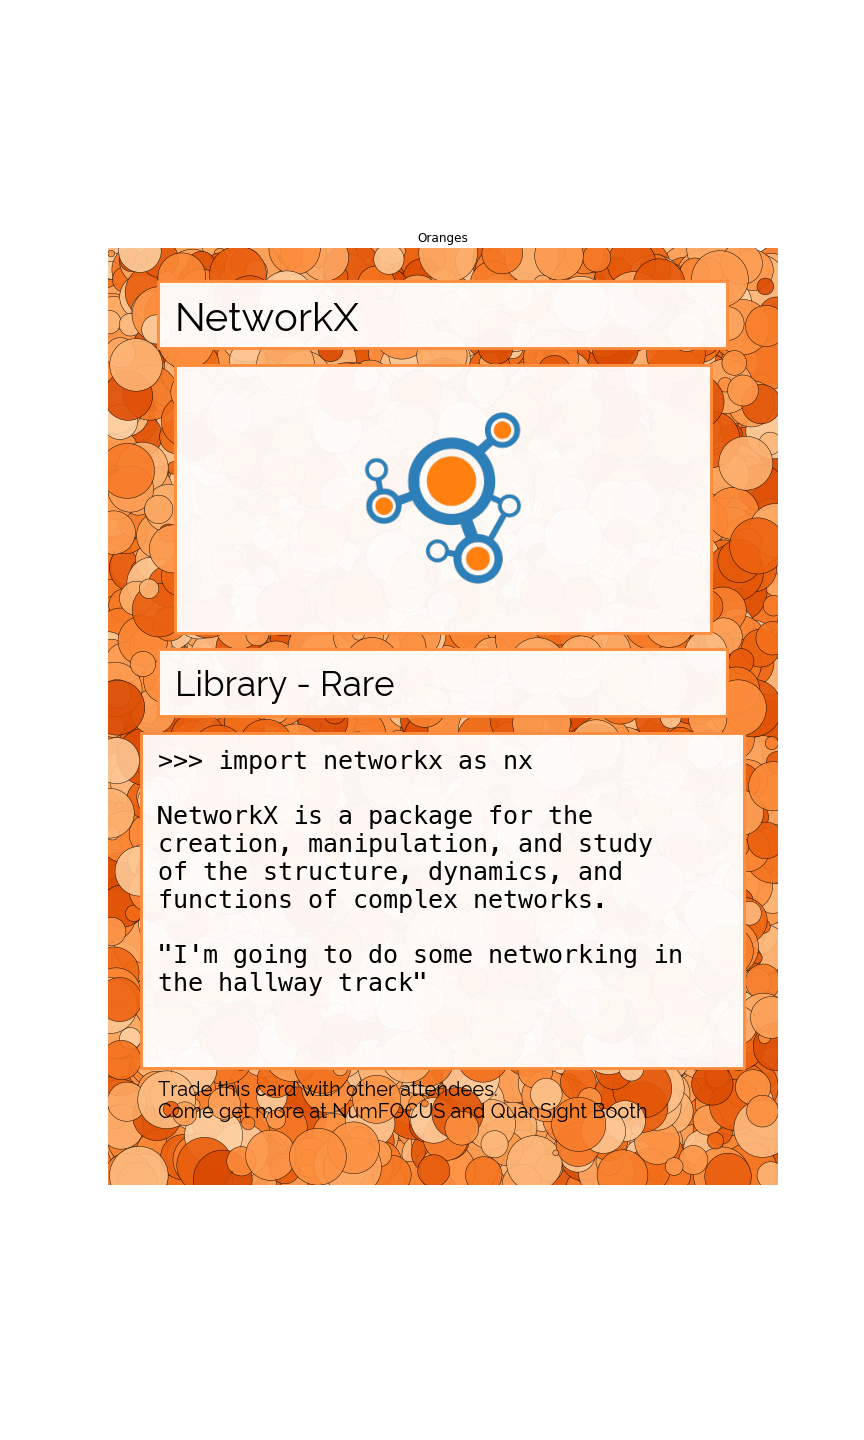 Oranges
NetworkX
Library - Rare
>>> import networkx as nx
NetworkX is a package for the
creation, manipulation, and study
of the structure, dynamics, and
functions of complex networks.
"I'm going to do some networking in
the hallway track"
Trade this card with other attendees.
Come get more at NumFOCUS and QuanSight Booth